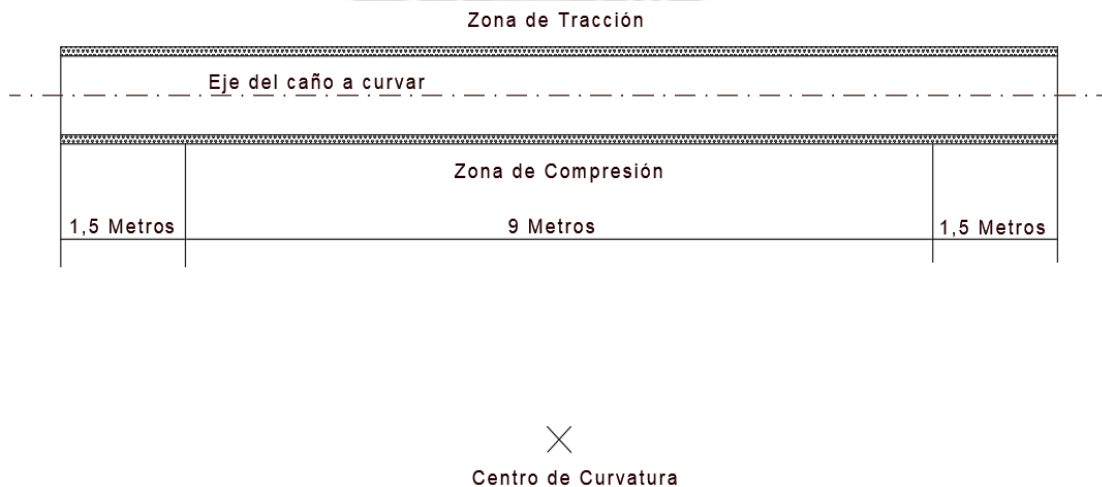 Zona de Tracción
Eje del caño a curvar
Zona de Compresión
1,5 Metros
9 Metros
1,5 Metros
Centro de Curvatura